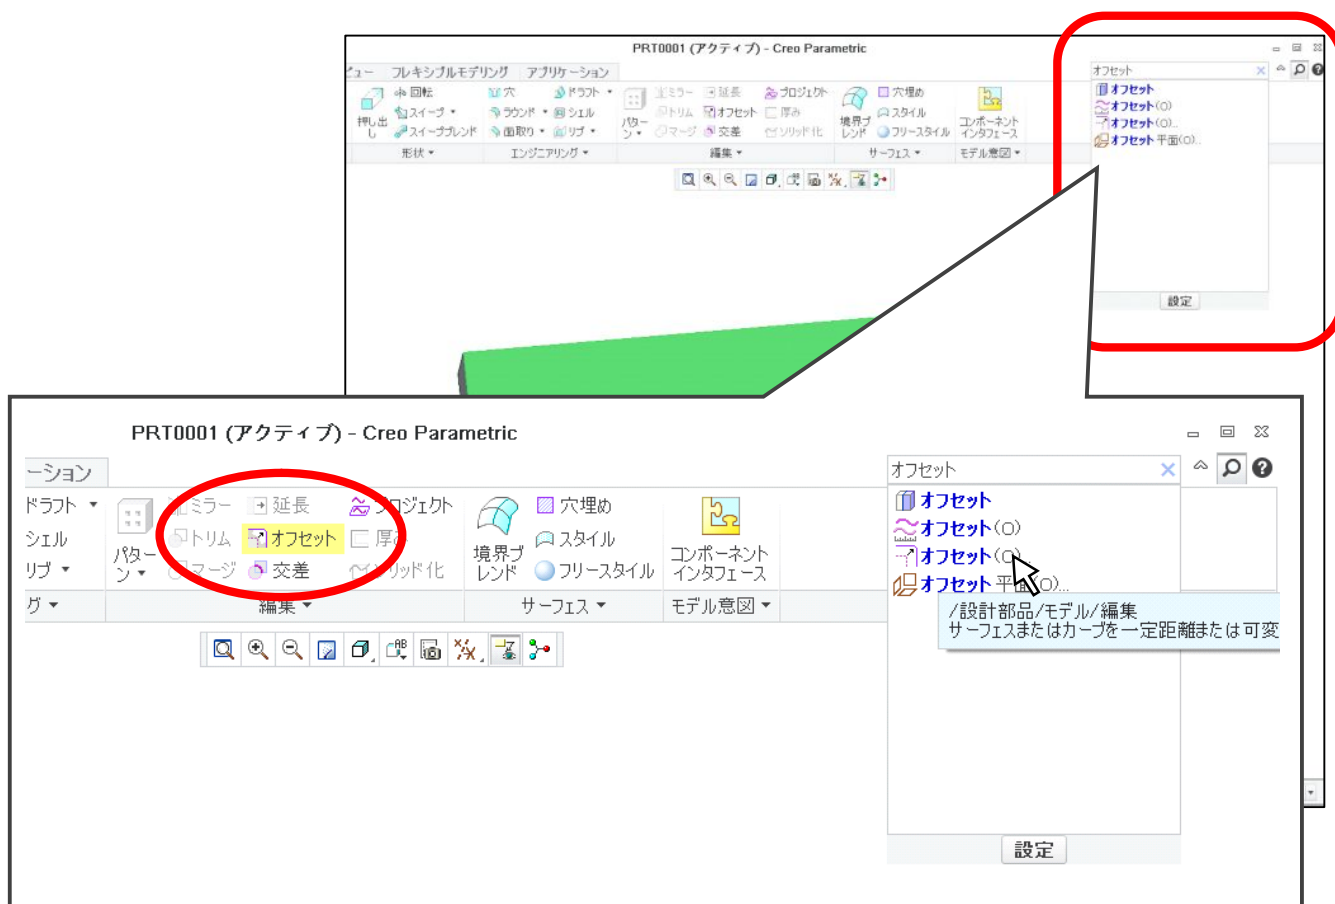 PRT0001 (アクティブ) - Creo Parametric
ビュー フレキシブルモデリング アプリケーション
オフセット
押し出し
回転
スイープ
スイープブレンド
穴
ラウンド
面取り
ドラフト
シェル
リブ
パターン
ミラー
トリム
マージ
延長
オフセット
交差
プロジェクト
厚み
ソリッド化
境界ブレンド
穴埋め
スタイル
フリースタイル
コンポーネントインタフェース
形状 エンジニアリング 編集 サーフェス モデル意図
オフセット
オフセット(O)
オフセット(O)...
オフセット 平面(O)...
設定
PRT0001 (アクティブ) - Creo Parametric
ーション
オフセット
ドラフト
シェル
リブ
パターン
ミラー
トリム
マージ
延長
オフセット
交差
プロジェクト
厚み
ソリッド化
境界ブレンド
穴埋め
スタイル
フリースタイル
コンポーネント
インタフェース
グ 編集 サーフェス モデル意図
オフセット
オフセット(O)
オフセット(O)
オフセット 平面(O)...
/設計部品/モデル/編集
サーフェスまたはカーブを一定距離または可変
設定